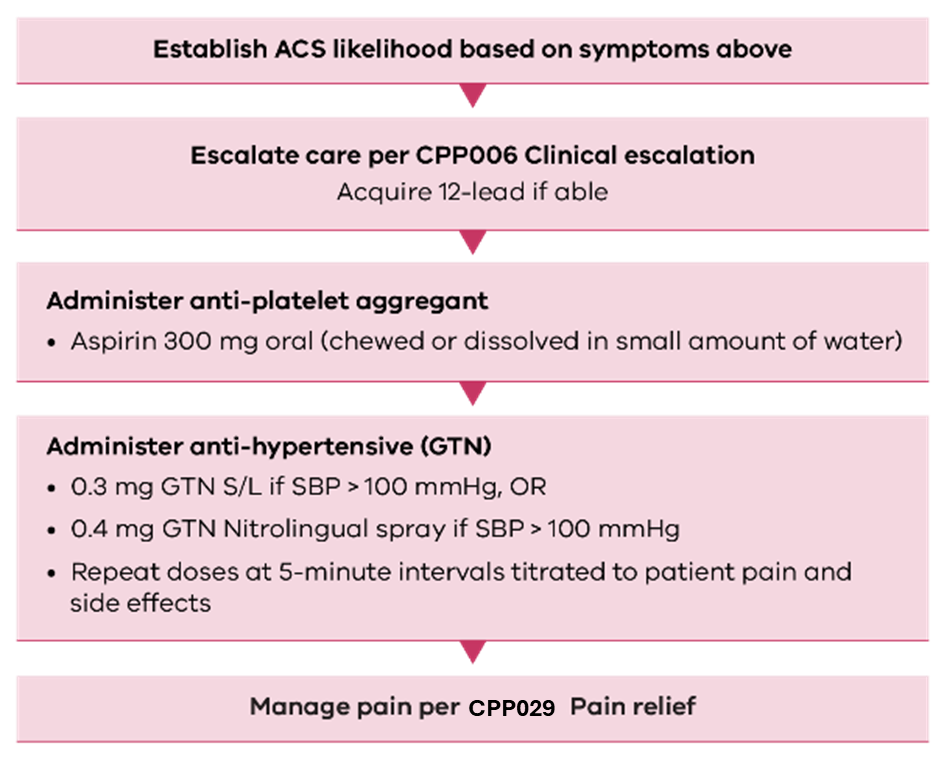 Establish ACS likelihood based on symptoms above
Escalate care per CPP006 Clinical escalation
Acquire 12-lead if able
Administer anti-platelet aggregant
• Aspirin 300 mg oral (chewed or dissolved in small amount of water)
Administer anti-hypertensive (GTN)
• 0.3 mg GTN S/L if SBP > 100 mmHg, OR
• 0.4 mg GTN Nitrolingual spray if SBP > 100 mmHg
• Repeat doses at 5-minute intervals titrated to patient pain and
side effects
Manage pain per CPP029 Pain relief